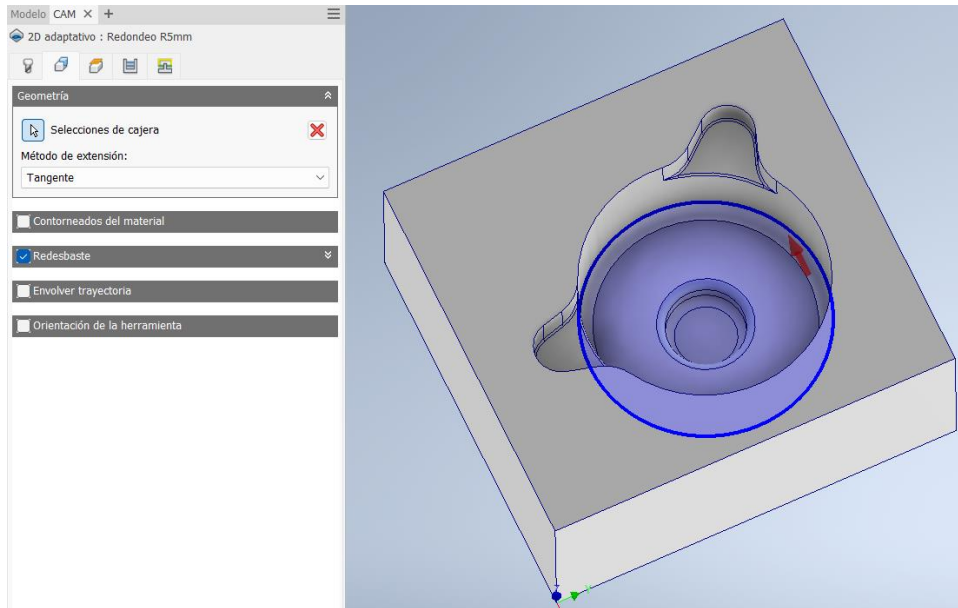 Modelo CAM
2D adaptativo : Redondeo R5mm
Geometría
Selecciones de cajera
Método de extensión:
Tangente
Contorneados del material
Redesbaste
Envolver trayectoria
Orientación de la herramienta
Y